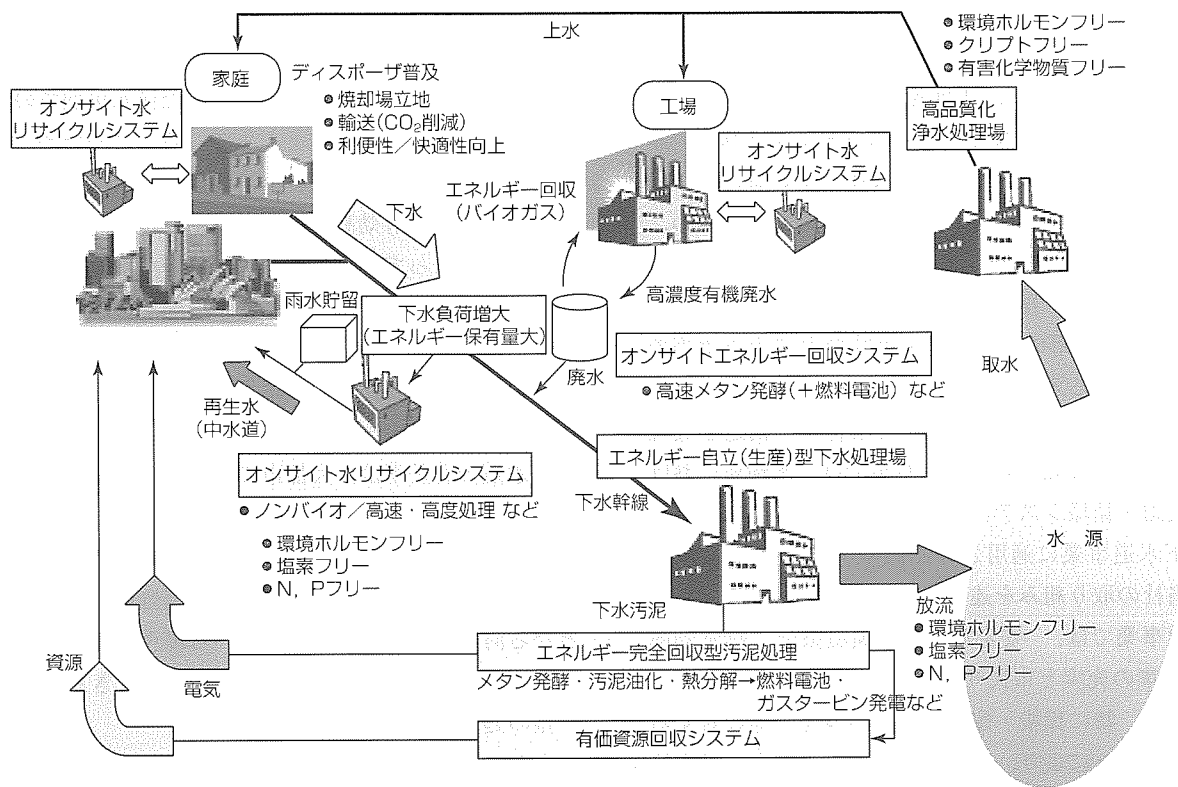 上水
● 環境ホルモンフリー
● クリプトフリー
● 有害化学物質フリー
家庭
ディスポーザ普及
● 焼却場立地
● 輸送(CO₂削減)
● 利便性／快適性向上
オンサイト水
リサイクルシステム
工場
高品質化
浄水処理場
オンサイト水
リサイクルシステム
エネルギー回収
(バイオガス)
下水
高濃度有機廃水
雨水貯留
下水負荷増大
(エネルギー保有量大)
オンサイトエネルギー回収システム
● 高速メタン発酵(＋燃料電池) など
廃水
取水
再生水
(中水道)
エネルギー自立(生産)型下水処理場
オンサイト水リサイクルシステム
● ノンバイオ／高速・高度処理 など
● 環境ホルモンフリー
● 塩素フリー
● N，Pフリー
下水幹線
水 源
下水汚泥
放流
● 環境ホルモンフリー
● 塩素フリー
● N，Pフリー
資源
電気
エネルギー完全回収型汚泥処理
メタン発酵・汚泥油化・熱分解→燃料電池・
ガスタービン発電など
有価資源回収システム